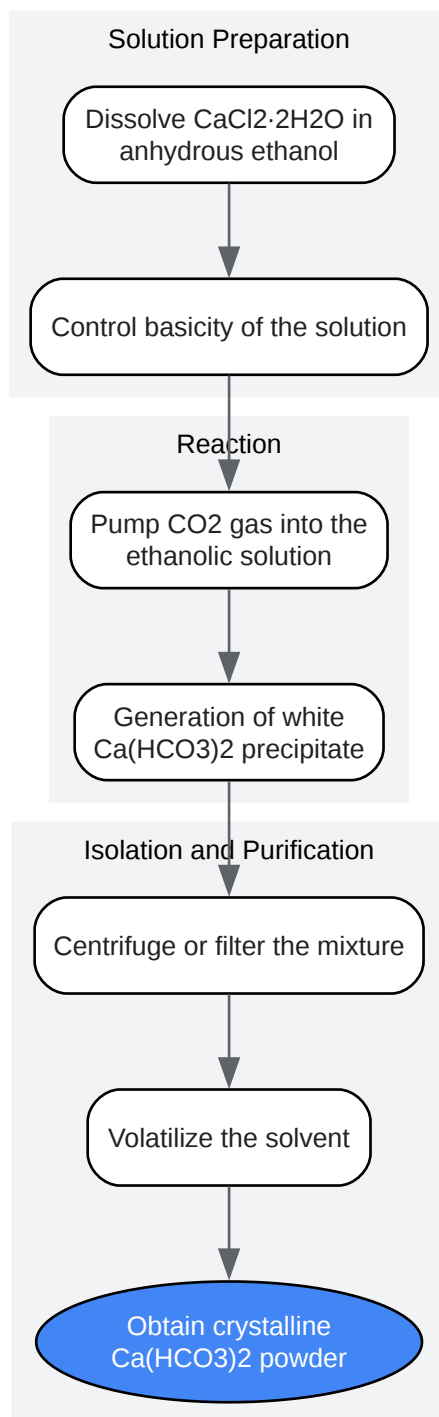 Solution Preparation
Dissolve CaCl2·2H2O in
anhydrous ethanol
Control basicity of the solution
Reaction
Pump CO2 gas into the
ethanolic solution
Generation of white
Ca(HCO3)2 precipitate
Isolation and Purification
Centrifuge or filter the mixture
Volatilize the solvent
Obtain crystalline
Ca(HCO3)2 powder